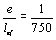 e/l_ef = 1/750